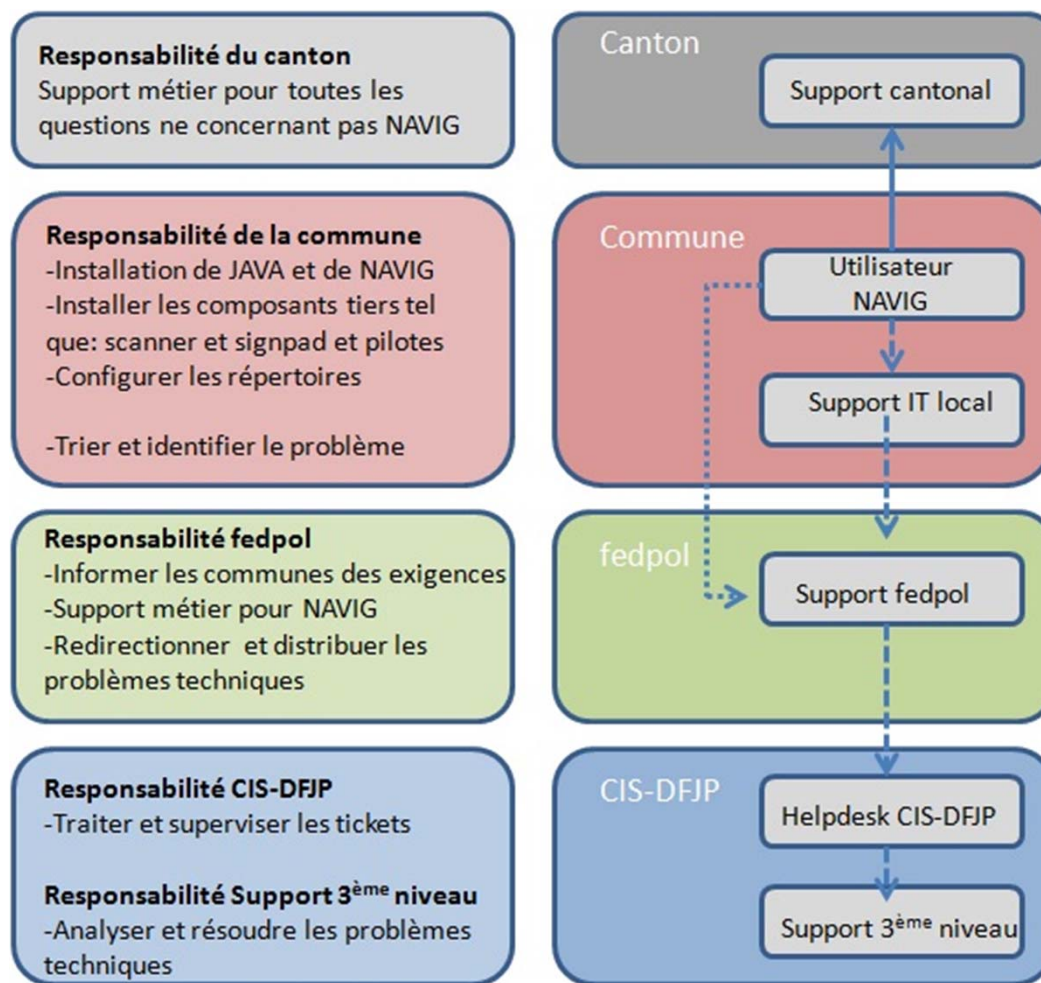 Responsabilité du canton
Support métier pour toutes les
questions ne concernant pas NAVIG
Canton
Support cantonal
Responsabilité de la commune
-Installation de JAVA et de NAVIG
-Installer les composants tiers tel
que: scanner et signpad et pilotes
-Configurer les répertoires
-Trier et identifier le problème
Commune
Utilisateur
NAVIG
Support IT local
Responsabilité fedpol
-Informer les communes des exigences
-Support métier pour NAVIG
-Redirectionner et distribuer les
problèmes techniques
fedpol
Support fedpol
Responsabilité CIS-DFJP
-Traiter et superviser les tickets
Responsabilité Support 3ème niveau
-Analyser et résoudre les problèmes
techniques
CIS-DFJP
Helpdesk CIS-DFJP
Support 3ème niveau